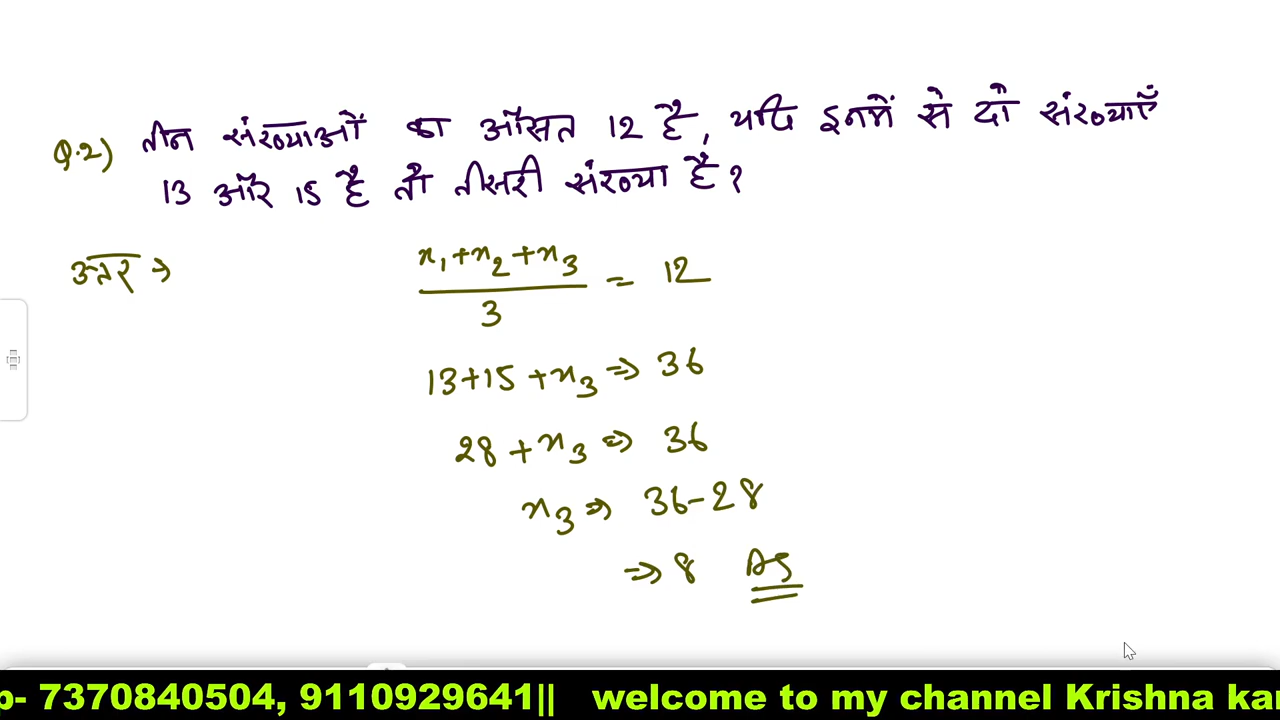 Q.2) तीन संख्याओं का औसत 12 है, यदि इनमें से दो संख्याएँ
13 और 15 है तो तीसरी संख्या है?
उत्तर →
x₁+x₂+x₃
3
= 12
13+15+x₃ ⇒ 36
28+x₃ ⇒ 36
x₃ ⇒ 36-28
⇒ 8 As
p- 7370840504, 9110929641|| welcome to my channel Krishna ka